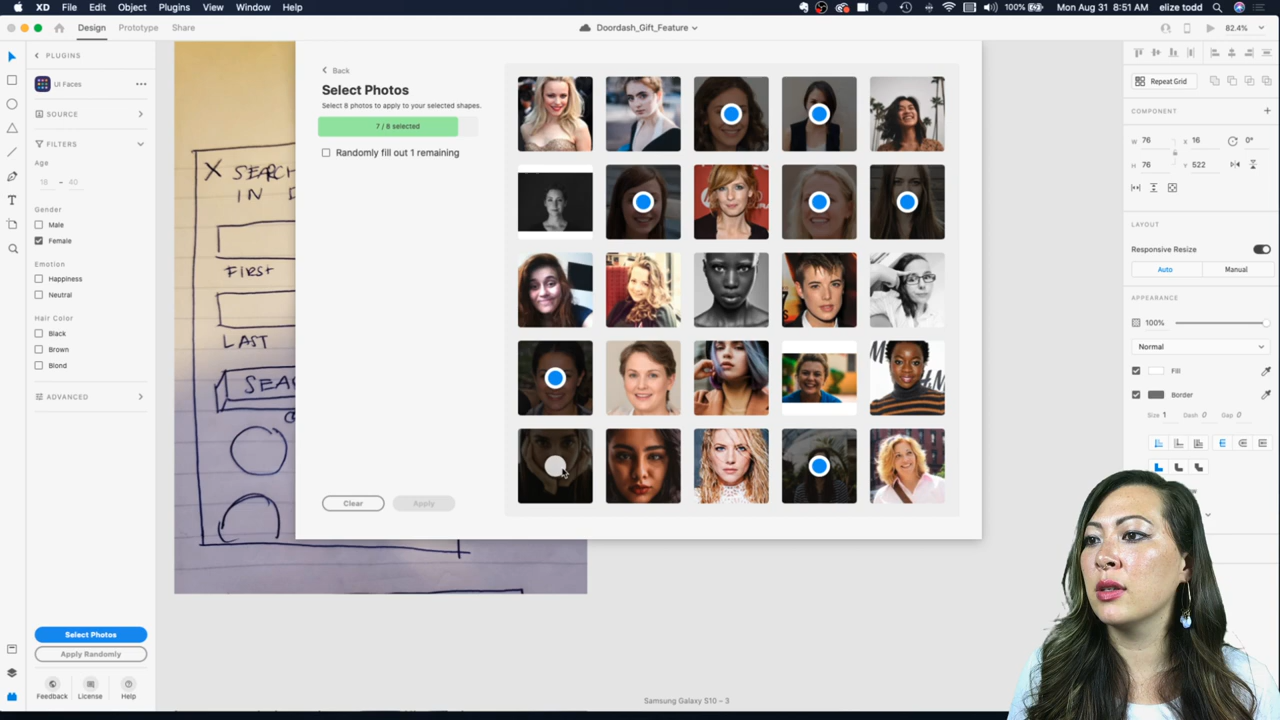 XD File Edit Object Plugins View Window Help
100% Mon Aug 31 8:51 AM elize todd
Design Prototype Share
Doordash_Gift_Feature
82.4%
PLUGINS
UI Faces
SOURCE
FILTERS
Age
18 - 40
Gender
Male
Female
Emotion
Happiness
Neutral
Hair Color
Black
Brown
Blond
ADVANCED
Select Photos
Apply Randomly
Feedback License Help
X SEARCH
IN D
FIRST
LAST
SEA
Back
Select Photos
Select 8 photos to apply to your selected shapes.
7 / 8 selected
Randomly fill out 1 remaining
Clear Apply
Samsung Galaxy S10 – 3
Repeat Grid
COMPONENT
W 76 X 16 0°
H 76 Y 522
LAYOUT
Responsive Resize
Auto Manual
APPEARANCE
100%
Normal
Fill
Border
Size 1 Dash 0 Gap 0